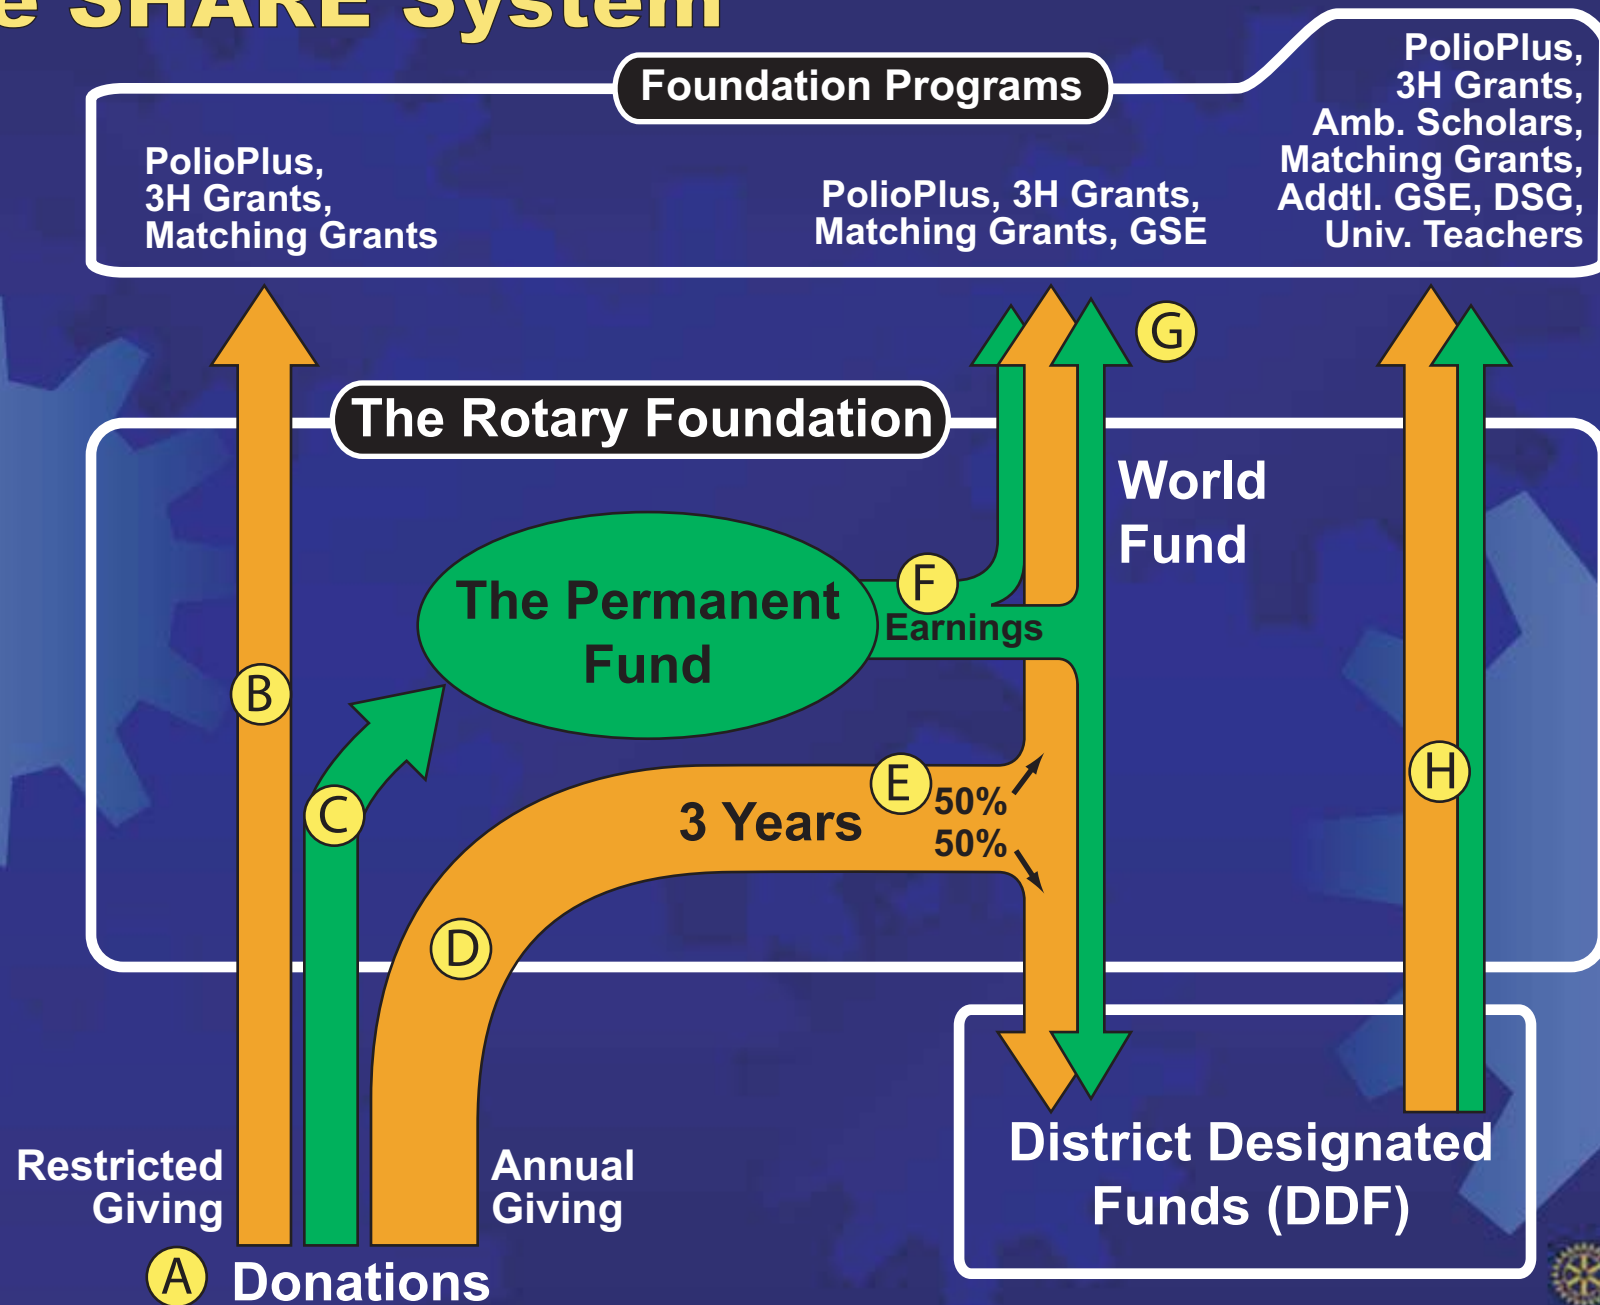 e SHARE System
Foundation Programs
PolioPlus,
3H Grants,
Matching Grants
PolioPlus, 3H Grants,
Matching Grants, GSE
PolioPlus,
3H Grants,
Amb. Scholars,
Matching Grants,
Addtl. GSE, DSG,
Univ. Teachers
G
The Rotary Foundation
World
Fund
The Permanent
Fund
F
Earnings
B
C
3 Years
E
50%
50%
H
D
Restricted
Giving
Annual
Giving
A
Donations
District Designated
Funds (DDF)